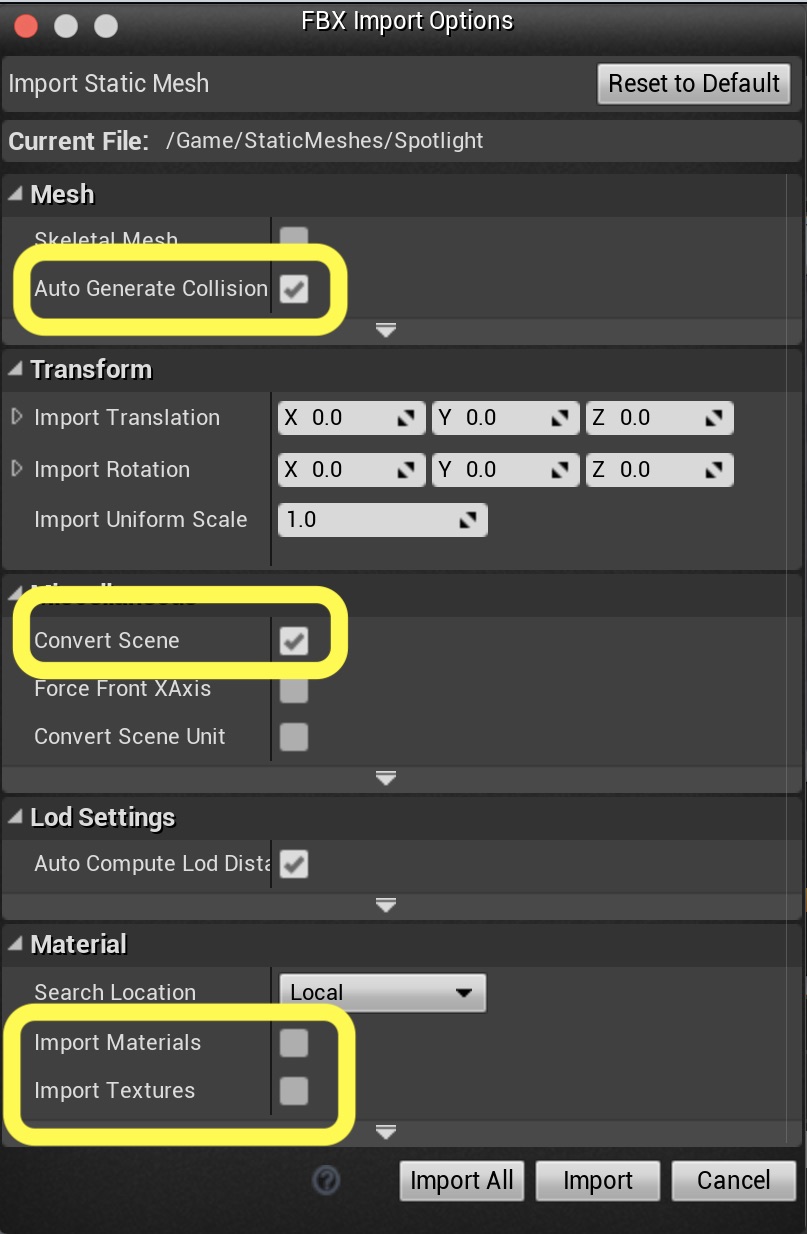 FBX Import Options
Import Static Mesh
Reset to Default
Current File: /Game/StaticMeshes/Spotlight
Mesh
Skeletal Mesh
Auto Generate Collision
Transform
Import Translation X 0.0 Y 0.0 Z 0.0
Import Rotation X 0.0 Y 0.0 Z 0.0
Import Uniform Scale 1.0
Miscellaneous
Convert Scene
Force Front XAxis
Convert Scene Unit
Lod Settings
Auto Compute Lod Dista
Material
Search Location Local
Import Materials
Import Textures
? Import All Import Cancel